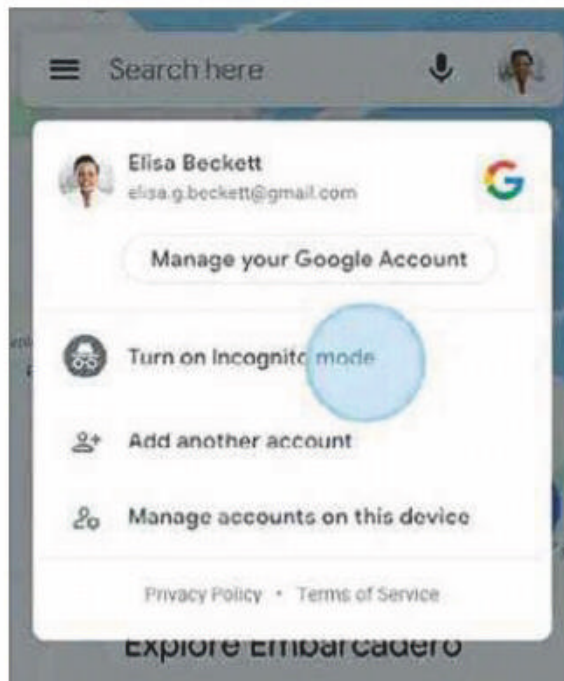 Search here
Elisa Beckett
elisa.g.beckett@gmail.com
Manage your Google Account
Turn on Incognito mode
Add another account
Manage accounts on this device
Privacy Policy • Terms of Service
Explore Embarcadero